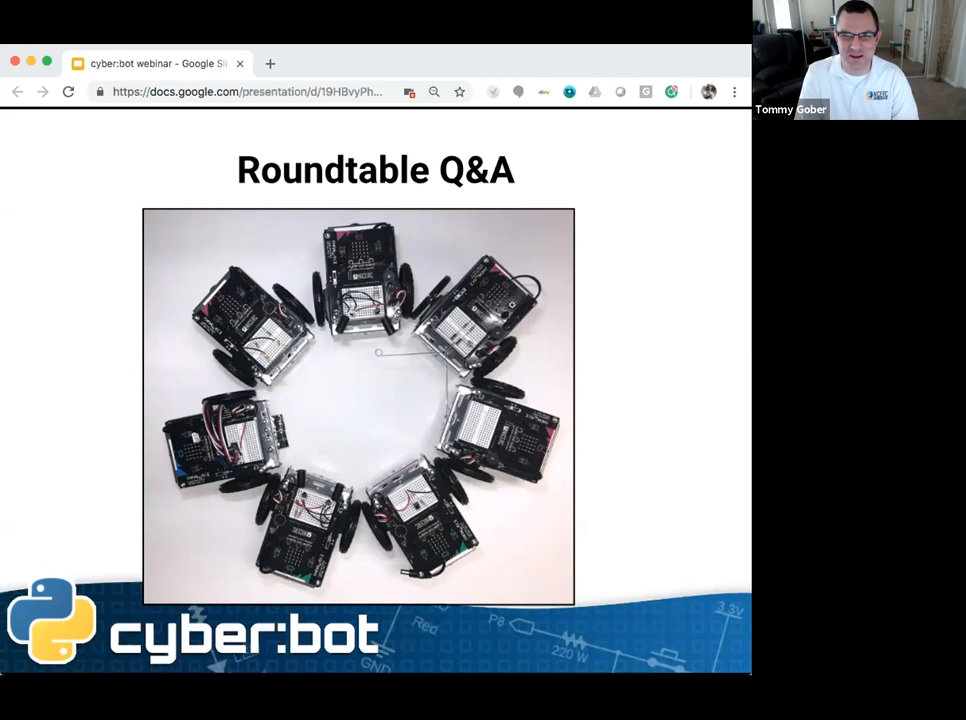 cyber:bot webinar - Google Sli
https://docs.google.com/presentation/d/19HBvyPh...
Tommy Gober
Roundtable Q&A
cyber:bot
Red
GND
P8
220 W
3.3V